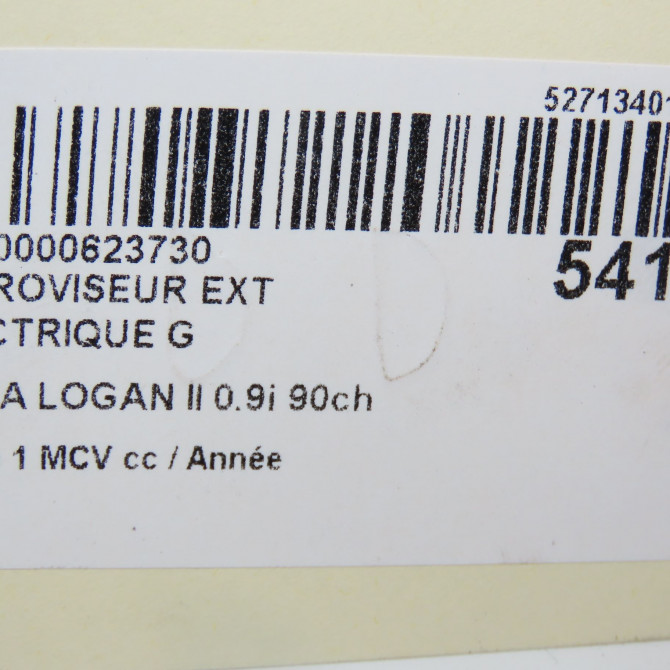 52713401
0000623730
541
ROVISEUR EXT
CTRIQUE G
A LOGAN II 0.9i 90ch
1 MCV cc / Année